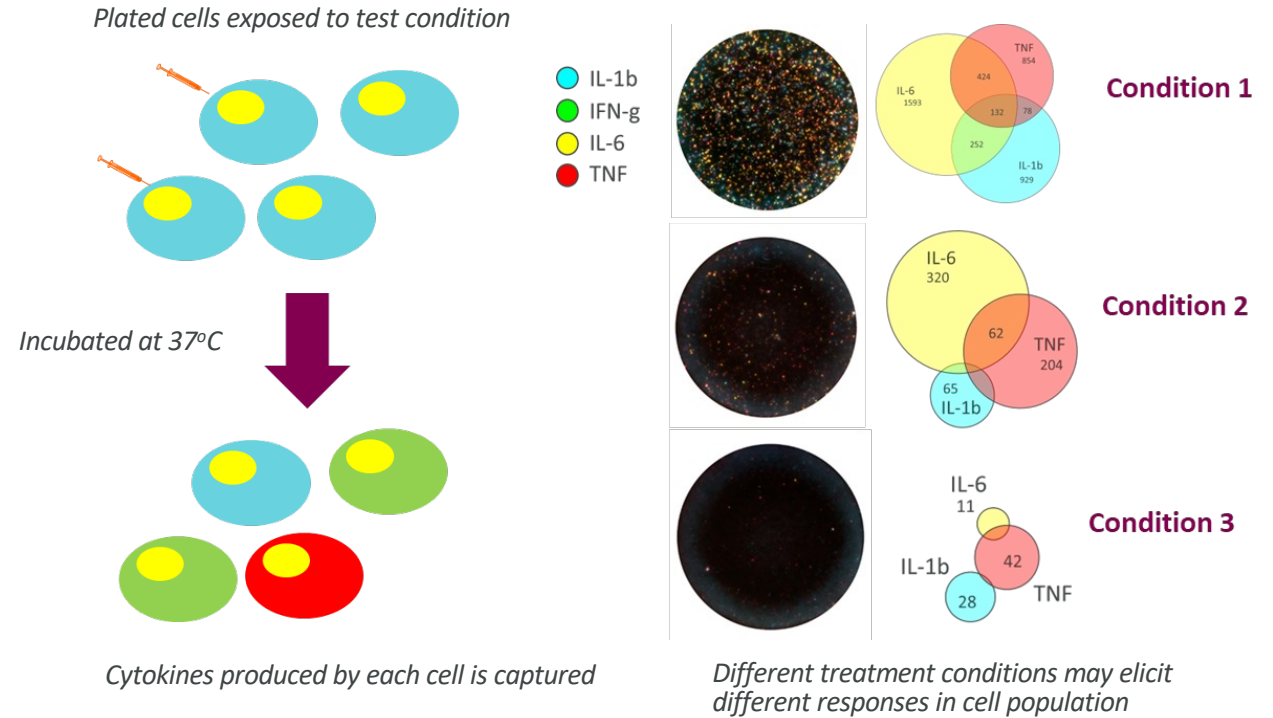 Plated cells exposed to test condition
IL-1b
IFN-g
IL-6
TNF
Incubated at 37°C
Cytokines produced by each cell is captured
TNF
854
424
IL-6
1593
132
78
252
IL-1b
929
Condition 1
IL-6
320
62
TNF
204
65
IL-1b
Condition 2
IL-6
11
42
IL-1b
28
TNF
Condition 3
Different treatment conditions may elicit
different responses in cell population